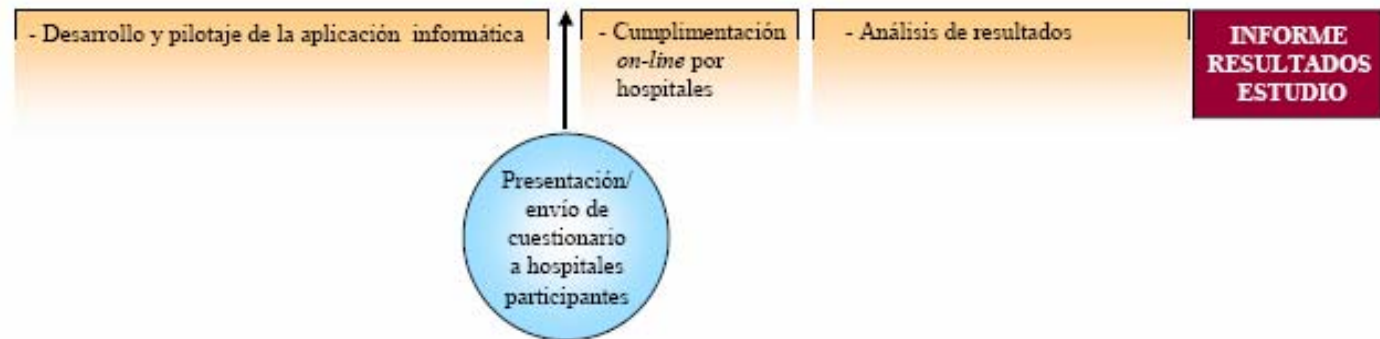 - Desarrollo y pilotaje de la aplicación informática
- Cumplimentación
on-line por
hospitales
- Análisis de resultados
INFORME
RESULTADOS
ESTUDIO
Presentación/
envío de
cuestionario
a hospitales
participantes